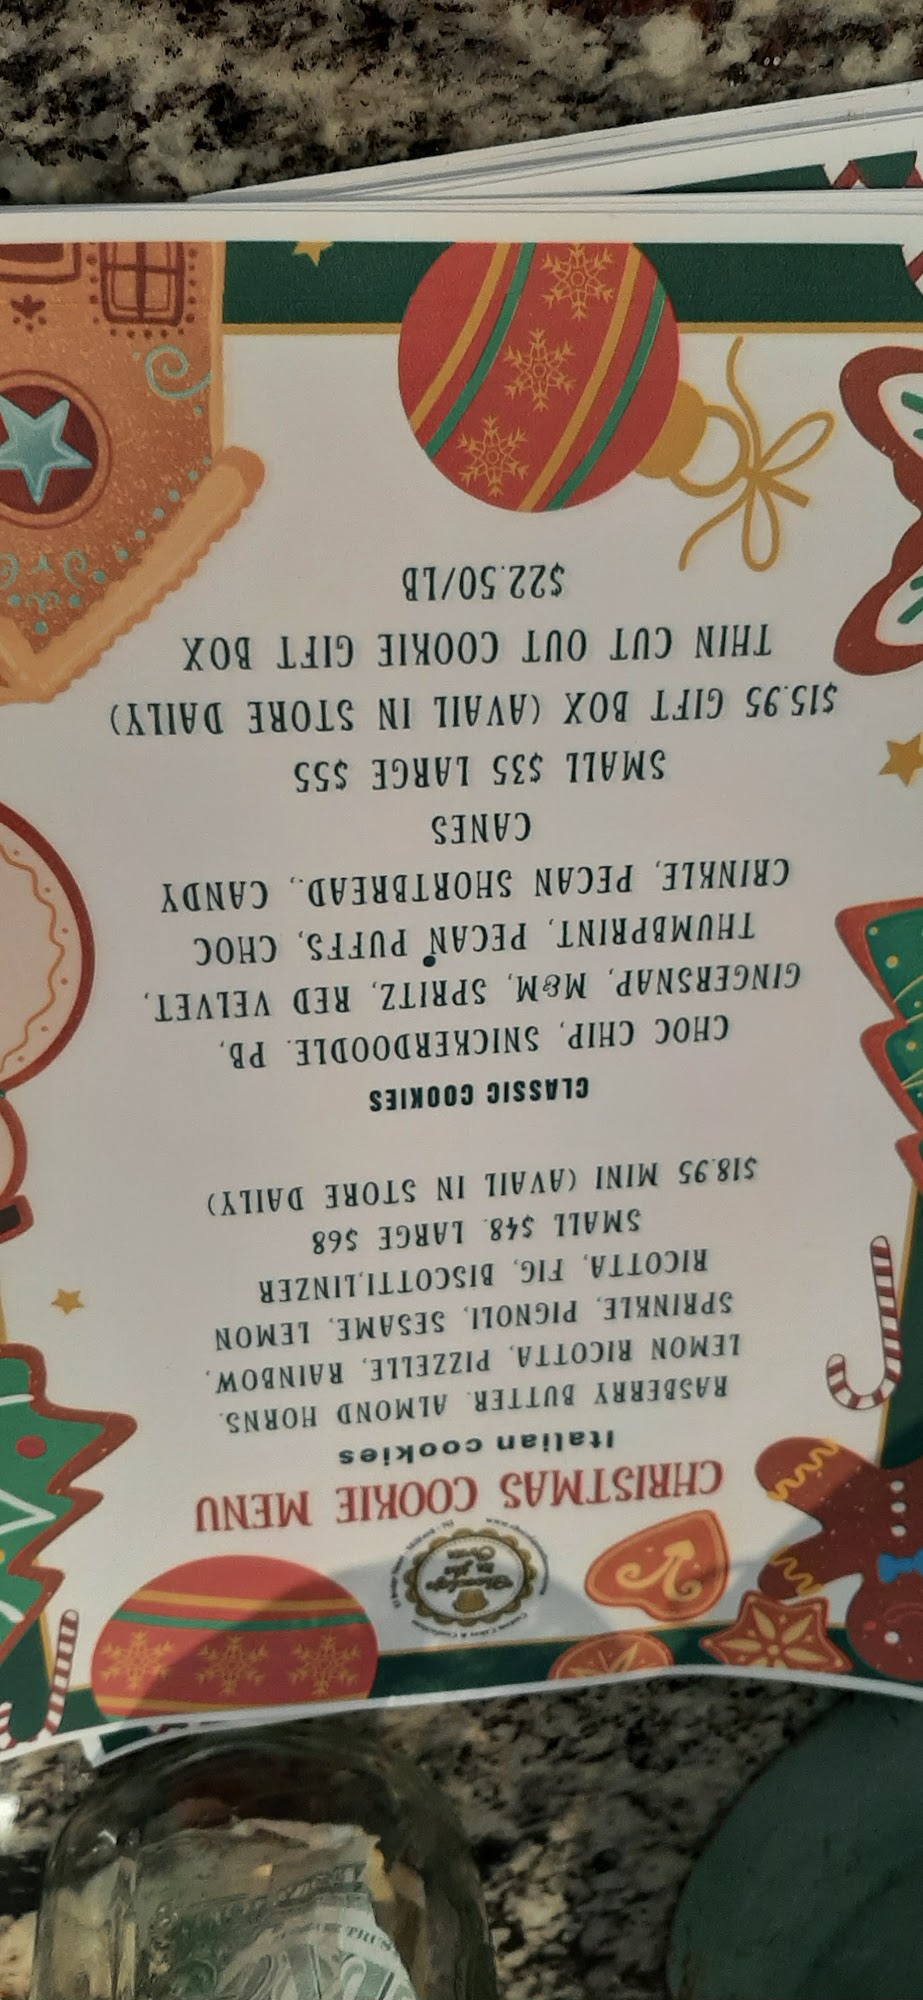 CHRISTMAS COOKIE MENU
Italian cookies
RASBERRY BUTTER. ALMOND HORNS.
LEMON RICOTTA, PIZZELLE, RAINBOW,
SPRINKLE, PIGNOLI, SESAME, LEMON
RICOTTA, FIG, BISCOTTI,LINZER
SMALL $48. LARGE $68
$18.95 MINI (AVAIL IN STORE DAILY)
CLASSIC COOKIES
CHOC CHIP, SNICKERDOODLE. PB,
GINGERSNAP, M&M, SPRITZ, RED VELVET,
THUMBPRINT, PECAN PUFFS, CHOC
CRINKLE, PECAN SHORTBREAD., CANDY
CANES
SMALL $35 LARGE $55
$15.95 GIFT BOX (AVAIL IN STORE DAILY)
THIN CUT OUT COOKIE GIFT BOX
$22.50/LB